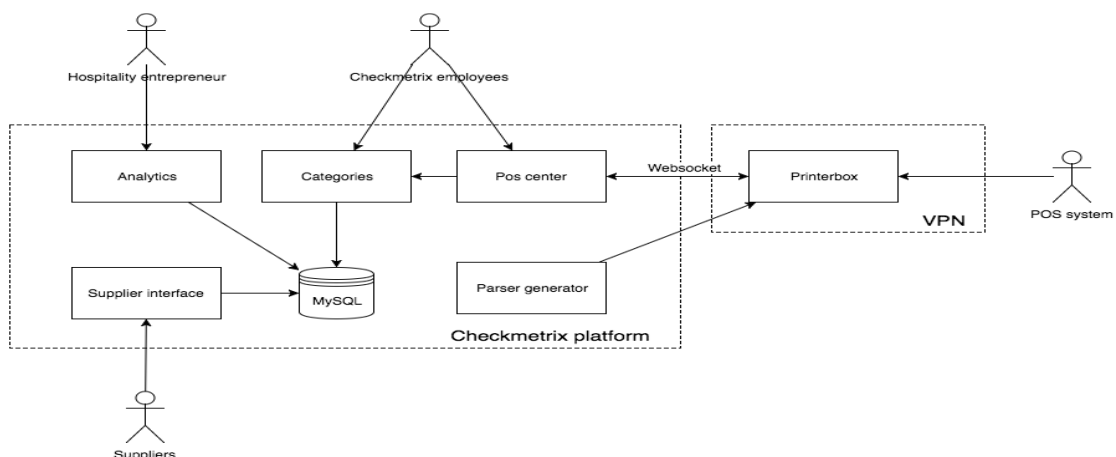 Hospitality entrepreneur
Checkmetrix employees
Analytics
Categories
Pos center
Websocket
Printerbox
POS system
VPN
Supplier interface
MySQL
Parser generator
Checkmetrix platform
Suppliers